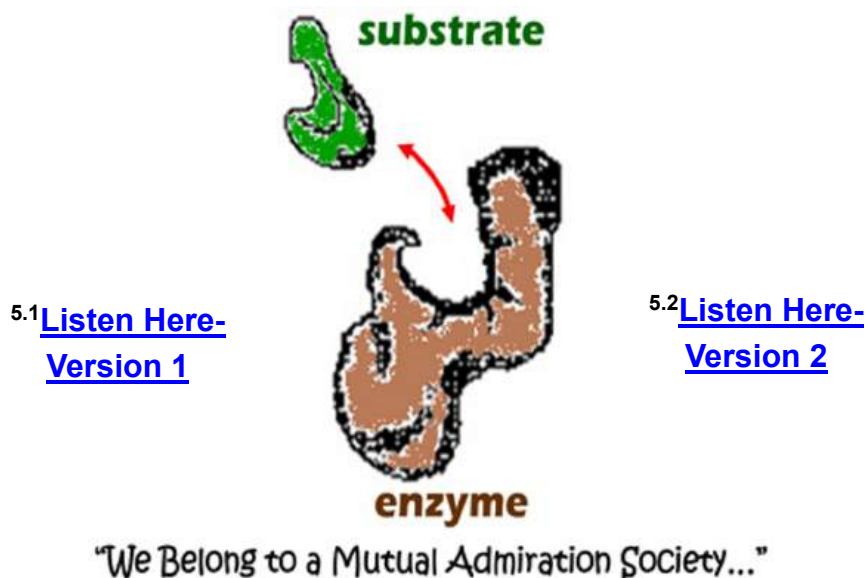 substrate
5.1Listen Here-
Version 1
5.2Listen Here-
Version 2
enzyme
"We Belong to a Mutual Admiration Society..."